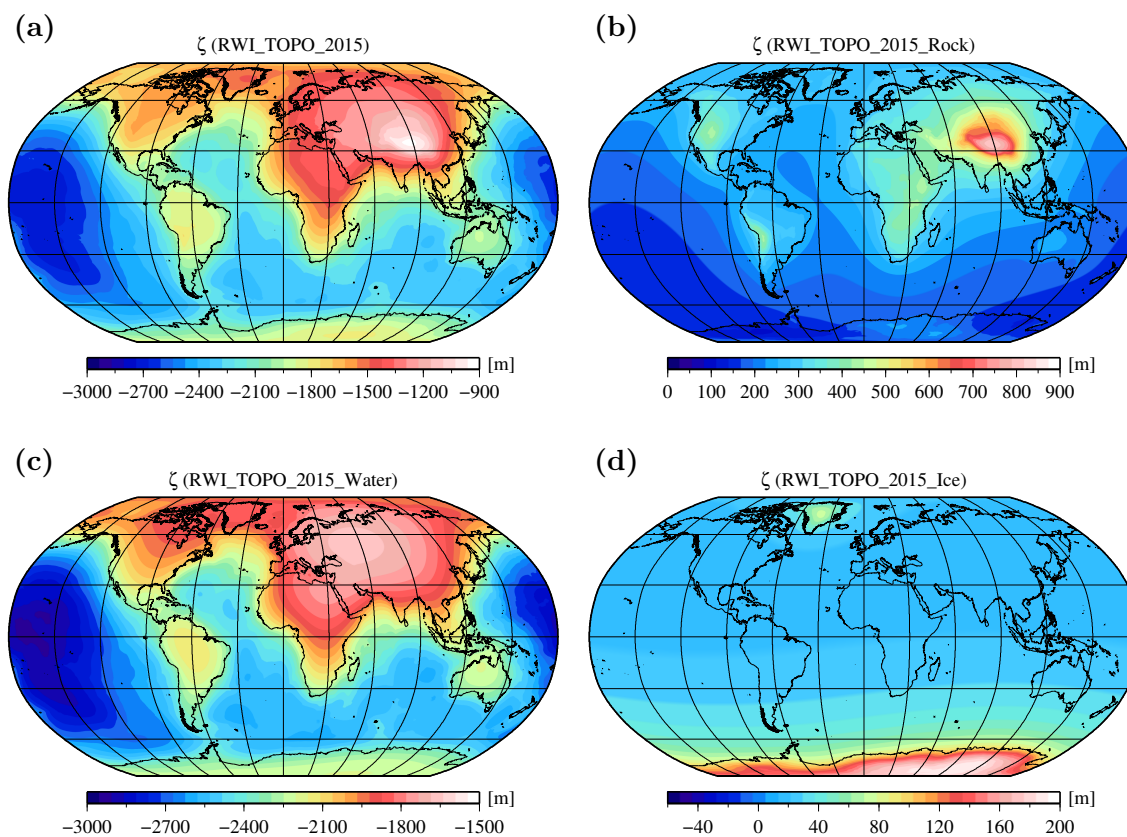 (a)
ζ (RWI_TOPO_2015)
[m]
−3000 −2700 −2400 −2100 −1800 −1500 −1200 −900
(b)
ζ (RWI_TOPO_2015_Rock)
[m]
0 100 200 300 400 500 600 700 800 900
(c)
ζ (RWI_TOPO_2015_Water)
[m]
−3000 −2700 −2400 −2100 −1800 −1500
(d)
ζ (RWI_TOPO_2015_Ice)
[m]
−40 0 40 80 120 160 200